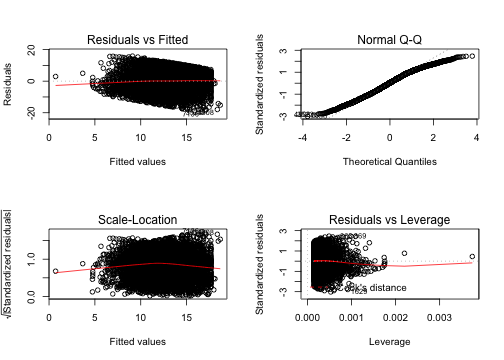 Residuals vs Fitted
Residuals
20
0
-20
0 5 10 15
Fitted values
Normal Q-Q
Standardized residuals
3
1
-1
-3
-4 -2 0 2 4
Theoretical Quantiles
Scale-Location
√|Standardized residuals|
1.0
0.0
0 5 10 15
Fitted values
Residuals vs Leverage
Standardized residuals
3
1
-1
-3
Cook's distance
0.000 0.001 0.002 0.003
Leverage